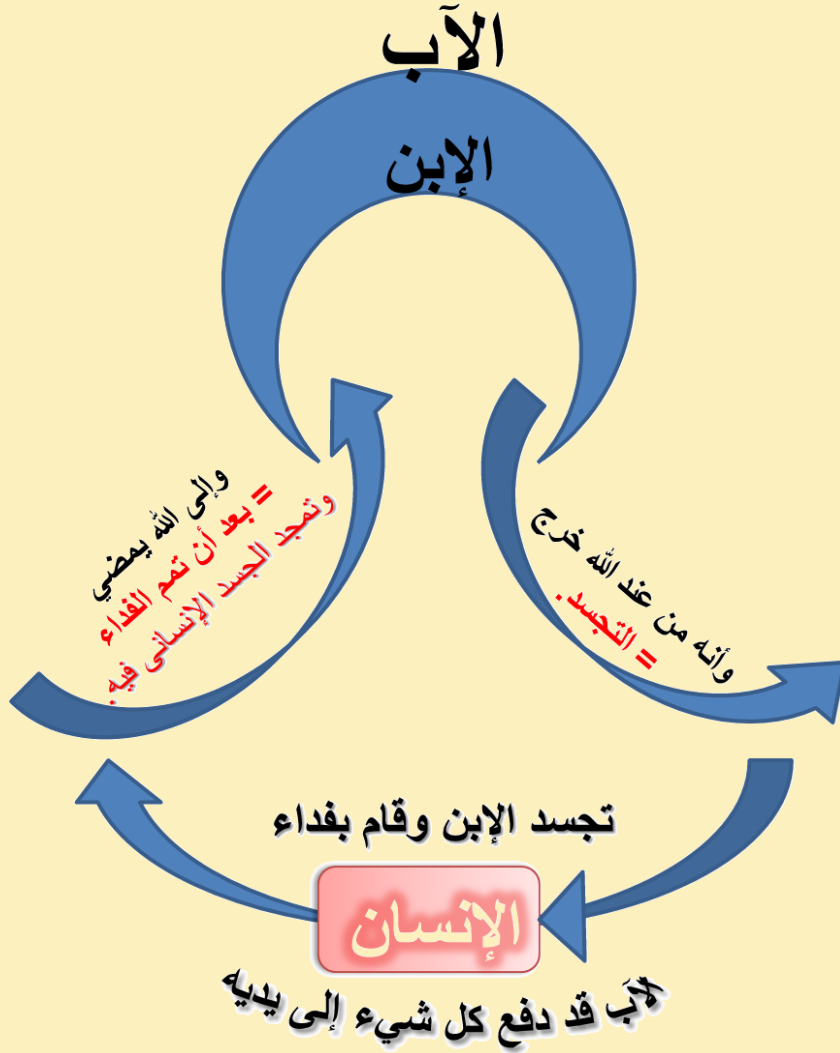 الآب
الإبن
وأنه من عند الله خرج
= التجسد.
وإلى الله يمضي
= بعد أن تمم الفداء
وتمجد الجسد الإنسانى فيه.
تجسد الإبن وقام بفداء
الإنسان
الآب قد دفع كل شيء إلى يديه